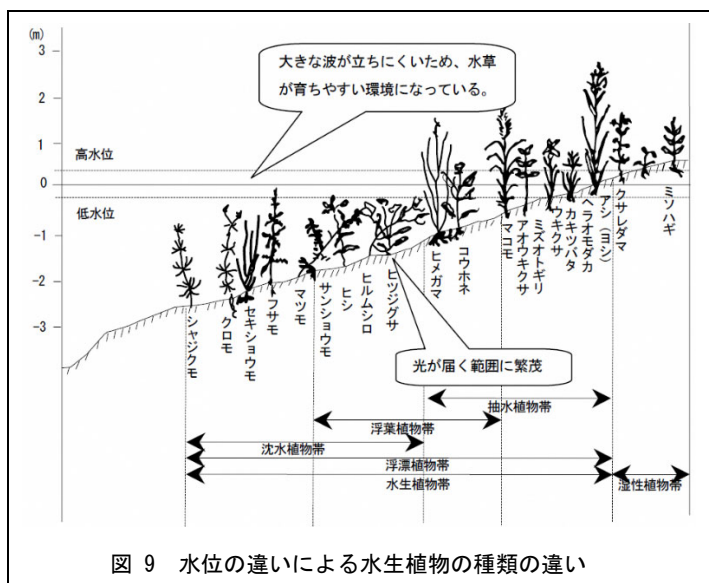 (m)
3
2
1
0
-1
-2
-3
高水位
低水位
大きな波が立ちにくいため、水草
が育ちやすい環境になっている。
シャジクモ
クロモ
セキショウモ
フサモ
マツモ
サンショウモ
ヒシ
ヒルムシロ
ヒツジグサ
ヒメガマ
コウホネ
マコモ
アオウキクサ
ミズオトギリ
ウキクサ
カキツバタ
ヘラオモダカ
アシ(ヨシ)
クサレダマ
ミソハギ
光が届く範囲に繁茂
抽水植物帯
浮葉植物帯
沈水植物帯
浮漂植物帯
水生植物帯
湿性植物帯
図 9 水位の違いによる水生植物の種類の違い